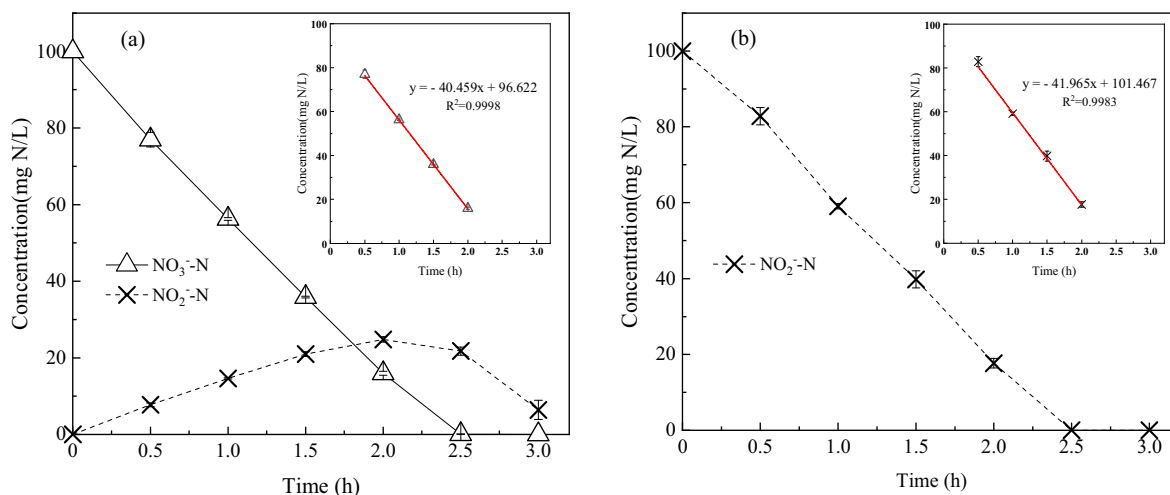 (a)
Concentration(mg N/L)
100
80
60
40
20
0
NO₃⁻-N
NO₂⁻-N
0 0.5 1.0 1.5 2.0 2.5 3.0
Time (h)
Concentration(mg N/L)
100
80
60
40
20
0
y = - 40.459x + 96.622
R²=0.9998
0 0.5 1.0 1.5 2.0 2.5 3.0
Time (h)
(b)
Concentration(mg N/L)
100
80
60
40
20
0
NO₂⁻-N
0 0.5 1.0 1.5 2.0 2.5 3.0
Time (h)
Concentration(mg N/L)
100
80
60
40
20
0
y = - 41.965x + 101.467
R²=0.9983
0 0.5 1.0 1.5 2.0 2.5 3.0
Time (h)